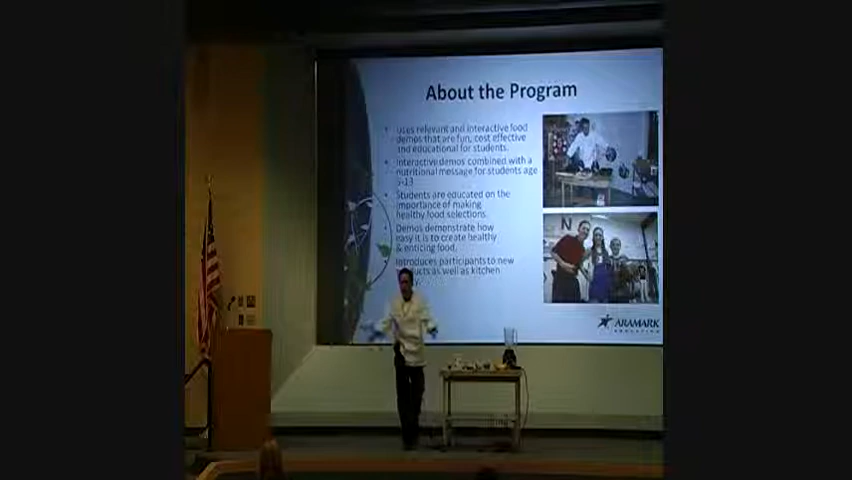 About the Program
• Uses relevant and interactive food
demos that are fun, cost effective
and educational for students.
• Interactive demos combined with a
nutritional message for students age
5-13
• Students are educated on the
importance of making
healthy food selections.
Demos demonstrate how
easy it is to create healthy
& enticing food.
• Introduces participants to new
as well as kitchen
N
ARAMARK
EDUCATION